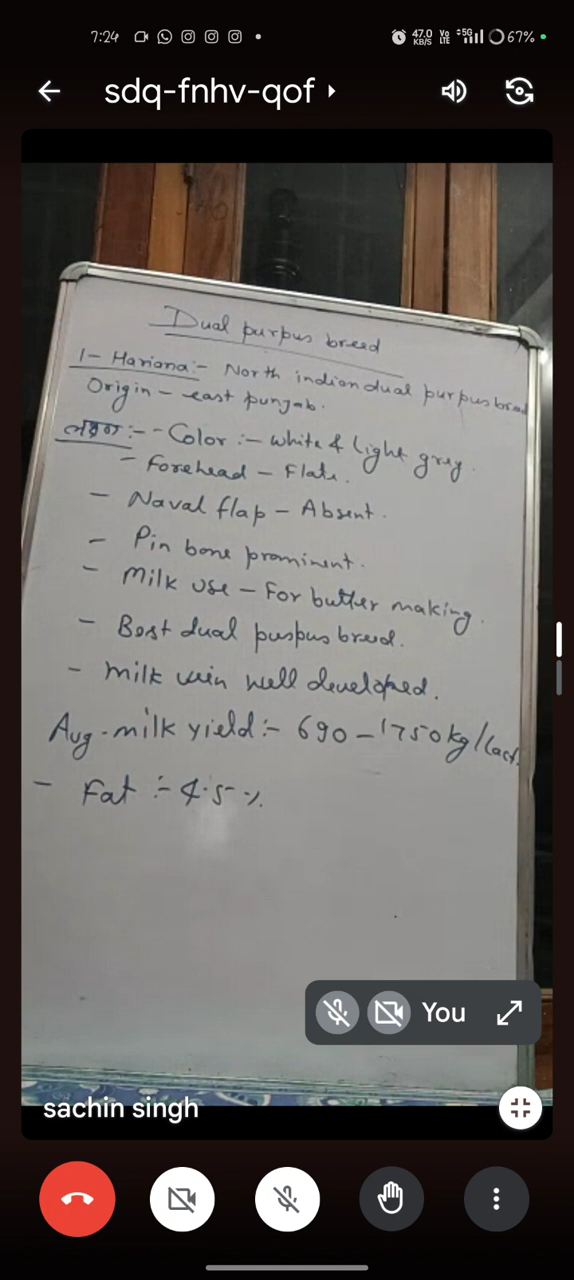 7:24
47.0 KB/S
Vo LTE
5G
67%
sdq-fnhv-qof
Dual purpus breed
1- Hariana:- North indian dual purpus breed
Origin - east punjab.
लक्षण:- - Color :- white & light grey.
- Forehead - Flat.
- Naval flap - Absent.
- Pin bone prominent.
- Milk use - For butter making.
- Best dual purpus breed.
- Milk vein well developed.
Avg. milk yield :- 690 - 1750 kg/lact.
- Fat :- 4.5 %.
You
sachin singh